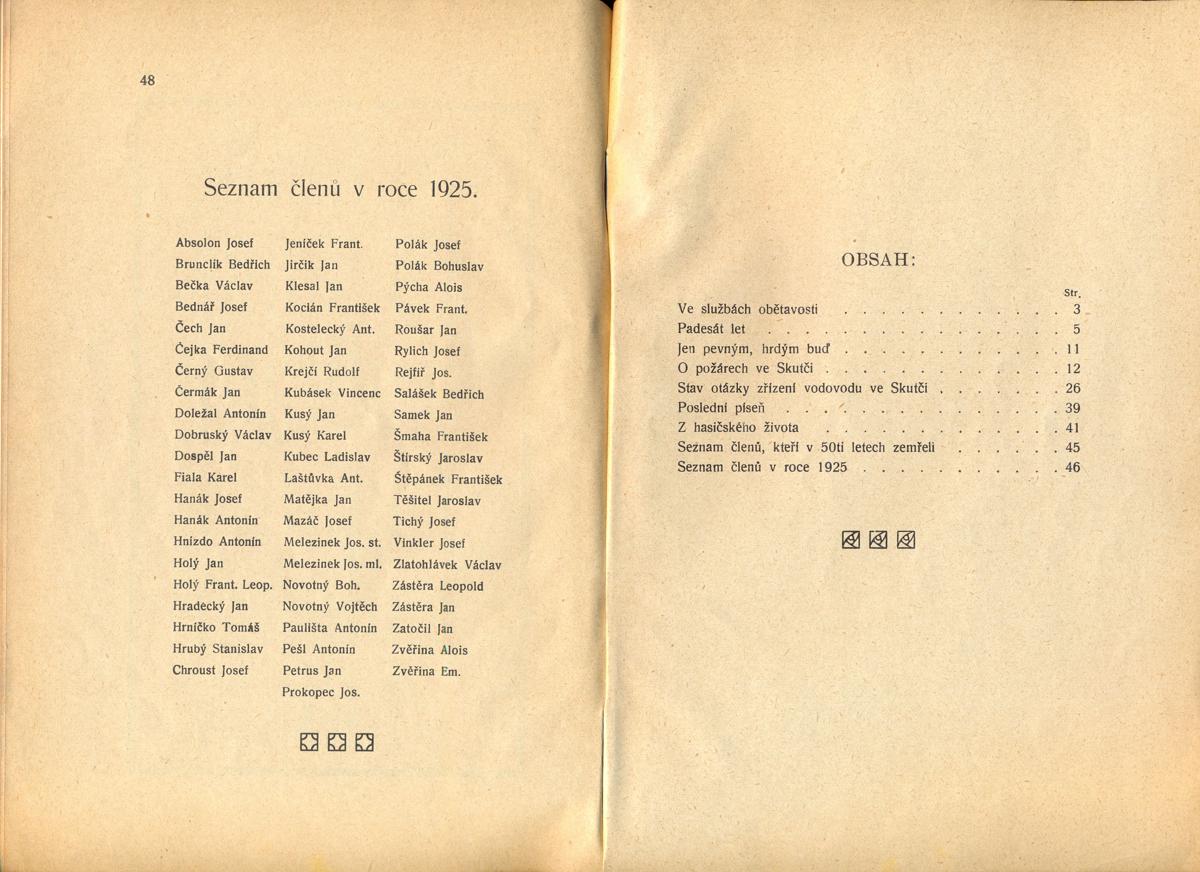 48
Seznam členů v roce 1925.
Absolon Josef
Brunclík Bedřich
Bečka Václav
Bednář Josef
Čech Jan
Čejka Ferdinand
Černý Gustav
Čermák Jan
Doležal Antonín
Dobruský Václav
Dospěl Jan
Fiala Karel
Hanák Josef
Hanák Antonín
Hnízdo Antonín
Holý Jan
Holý Frant. Leop.
Hradecký Jan
Hrníčko Tomáš
Hrubý Stanislav
Chroust Josef
Jeníček Frant.
Jirčík Jan
Klesal Jan
Kocián František
Kostelecký Ant.
Kohout Jan
Krejčí Rudolf
Kubásek Vincenc
Kusý Jan
Kusý Karel
Kubec Ladislav
Laštůvka Ant.
Matějka Jan
Mazáč Josef
Melezinek Jos. st.
Melezinek Jos. ml.
Novotný Boh.
Novotný Vojtěch
Paulišta Antonín
Pešl Antonín
Petrus Jan
Prokopec Jos.
Polák Josef
Polák Bohuslav
Pýcha Alois
Pávek Frant.
Roušar Jan
Rylich Josef
Rejfíř Jos.
Salášek Bedřich
Samek Jan
Šmaha František
Štírský Jaroslav
Štěpánek František
Těšitel Jaroslav
Tichý Josef
Vinkler Josef
Zlatohlávek Václav
Zástěra Leopold
Zástěra Jan
Zatočil Jan
Zvěřina Alois
Zvěřina Em.
OBSAH:
Str.
Ve službách obětavosti . . . . . . . . . . . . 3
Padesát let . . . . . . . . . . . . . . . 5
Jen pevným, hrdým buď . . . . . . . . . . . . 11
O požárech ve Skutči . . . . . . . . . . . . . 12
Stav otázky zřízení vodovodu ve Skutči . . . . . . . 26
Poslední píseň . . . . . . . . . . . . . . 39
Z hasičského života . . . . . . . . . . . . 41
Seznam členů, kteří v 50ti letech zemřeli . . . . . . 45
Seznam členů v roce 1925 . . . . . . . . . . . 46